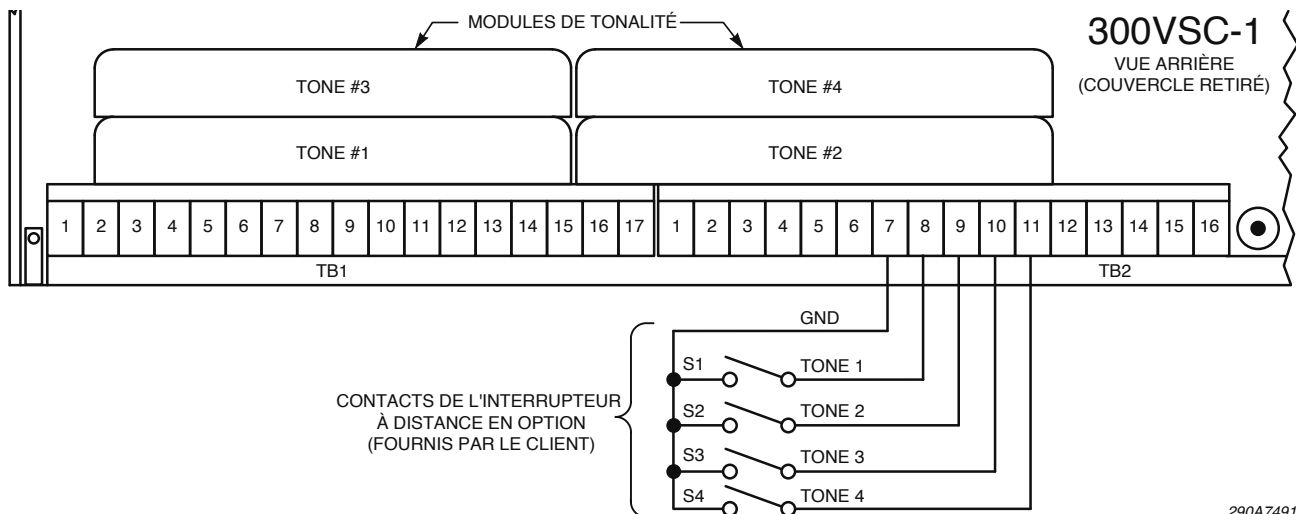 MODULES DE TONALITÉ
300VSC-1
VUE ARRIÈRE
(COUVERCLE RETIRÉ)
TONE #3
TONE #4
TONE #1
TONE #2
1 2 3 4 5 6 7 8 9 10 11 12 13 14 15 16 17
1 2 3 4 5 6 7 8 9 10 11 12 13 14 15 16
TB1
TB2
GND
S1
TONE 1
CONTACTS DE L'INTERRUPTEUR
À DISTANCE EN OPTION
(FOURNIS PAR LE CLIENT)
S2
TONE 2
S3
TONE 3
S4
TONE 4
290A7491